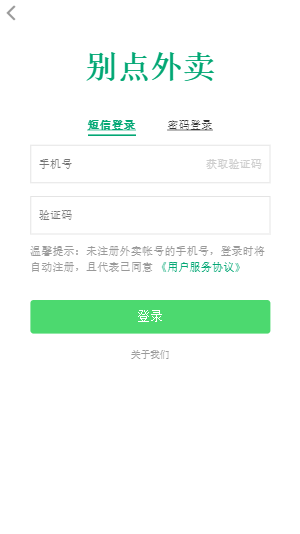 别点外卖
短信登录 密码登录
手机号 获取验证码
验证码
温馨提示：未注册外卖帐号的手机号，登录时将
自动注册，且代表已同意《用户服务协议》
登录
关于我们